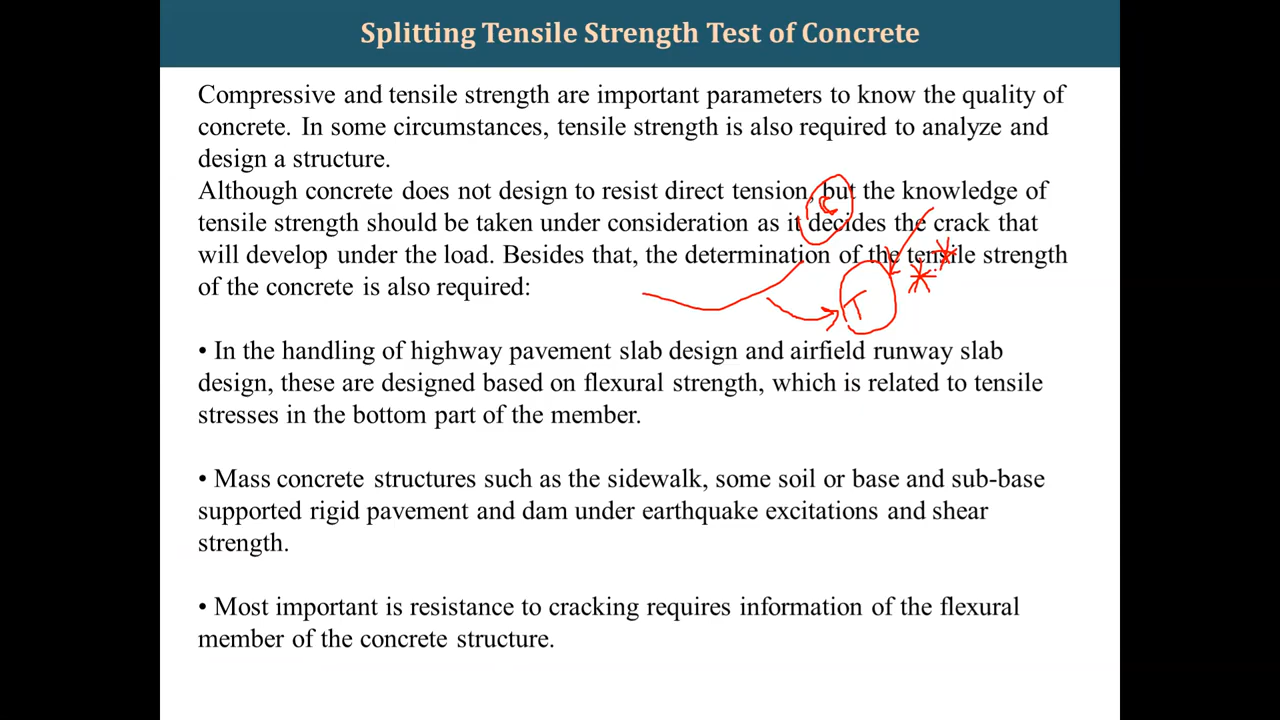 Splitting Tensile Strength Test of Concrete
Compressive and tensile strength are important parameters to know the quality of
concrete. In some circumstances, tensile strength is also required to analyze and
design a structure.
Although concrete does not design to resist direct tension, but the knowledge of
tensile strength should be taken under consideration as it decides the crack that
will develop under the load. Besides that, the determination of the tensile strength
of the concrete is also required:
C
T
• In the handling of highway pavement slab design and airfield runway slab
design, these are designed based on flexural strength, which is related to tensile
stresses in the bottom part of the member.
• Mass concrete structures such as the sidewalk, some soil or base and sub-base
supported rigid pavement and dam under earthquake excitations and shear
strength.
• Most important is resistance to cracking requires information of the flexural
member of the concrete structure.